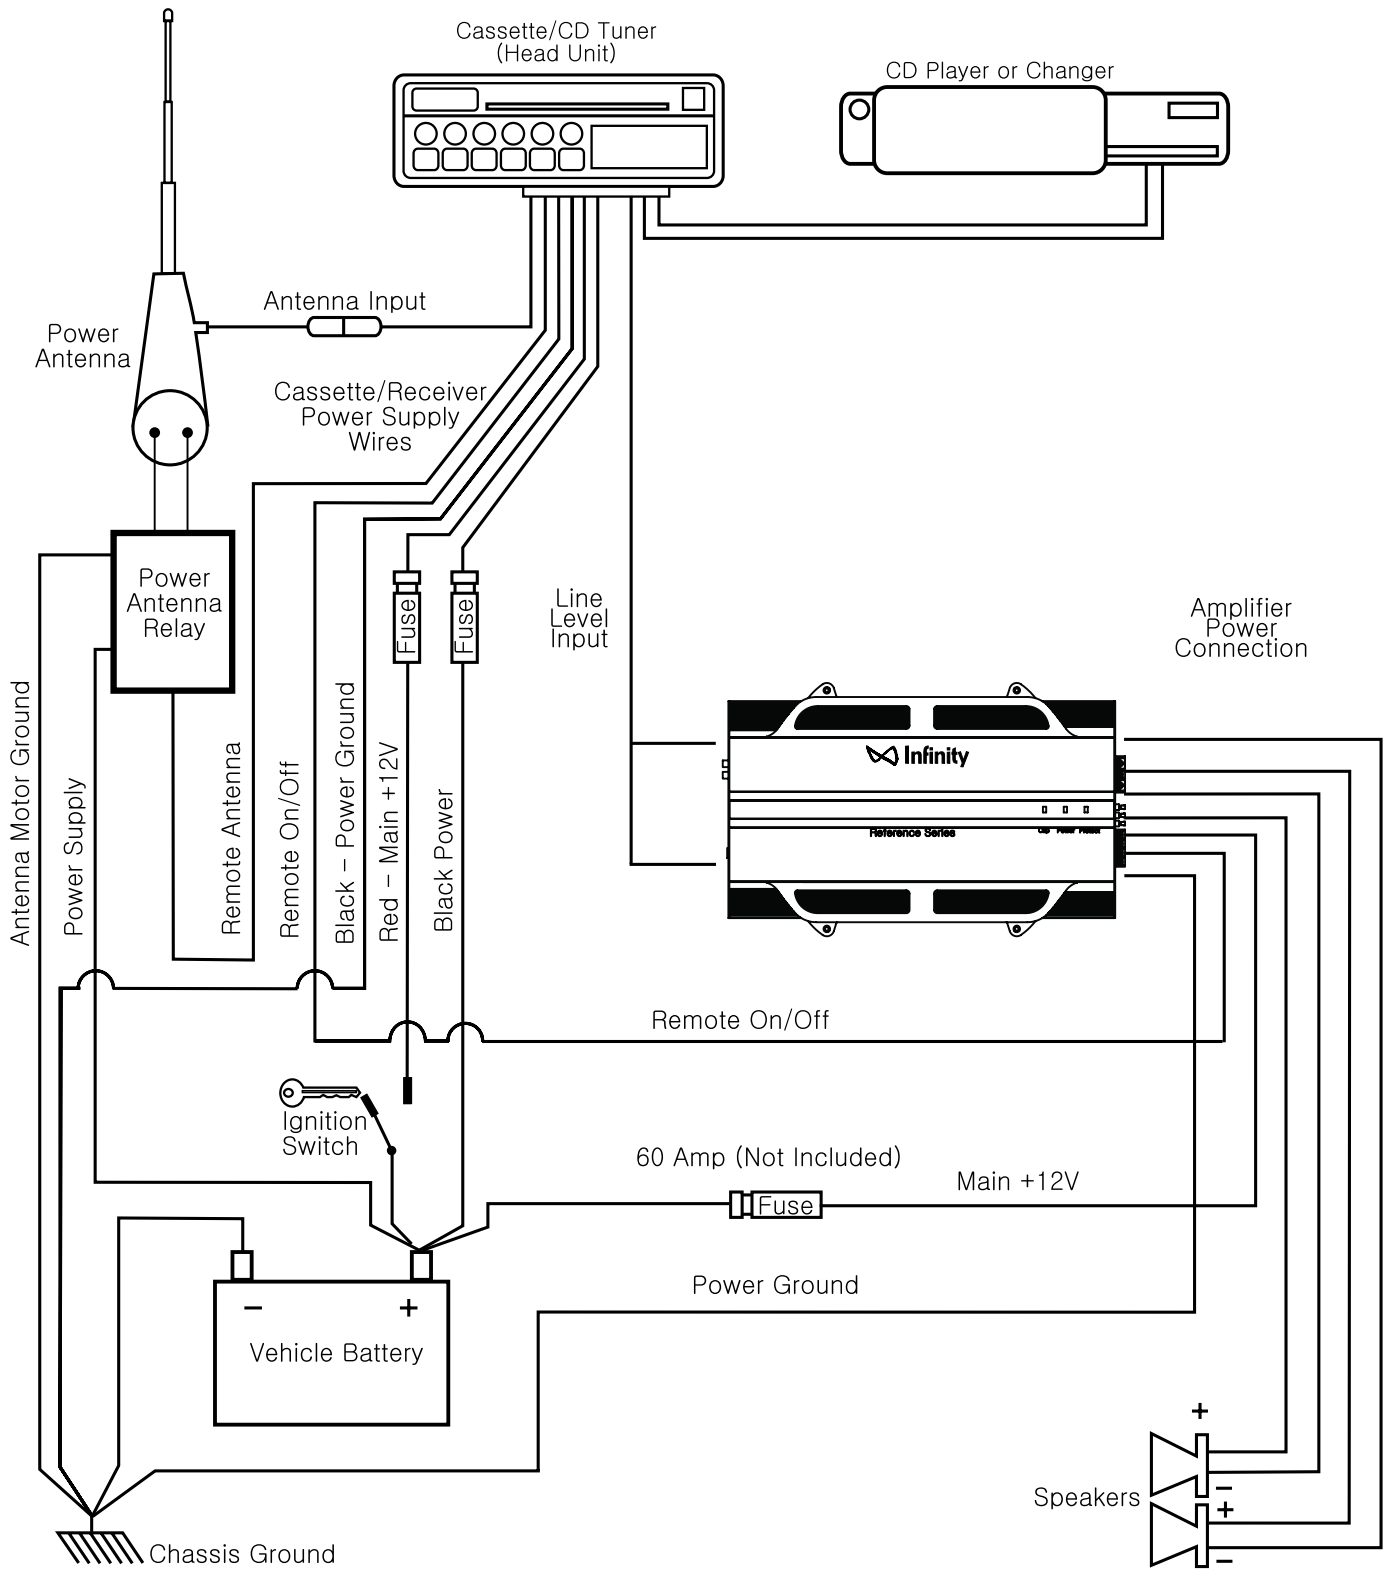 Cassette/CD Tuner
(Head Unit)
CD Player or Changer
Antenna Input
Power
Antenna
Cassette/Receiver
Power Supply
Wires
Power
Antenna
Relay
Fuse
Fuse
Line
Level
Input
Amplifier
Power
Connection
Antenna Motor Ground
Power Supply
Remote Antenna
Remote On/Off
Black – Power Ground
Red – Main +12V
Black Power
Infinity
Reference Series
Clip Power Protect
Remote On/Off
Ignition
Switch
60 Amp (Not Included)
Fuse
Main +12V
Power Ground
– +
Vehicle Battery
+
–
Speakers
+
–
Chassis Ground